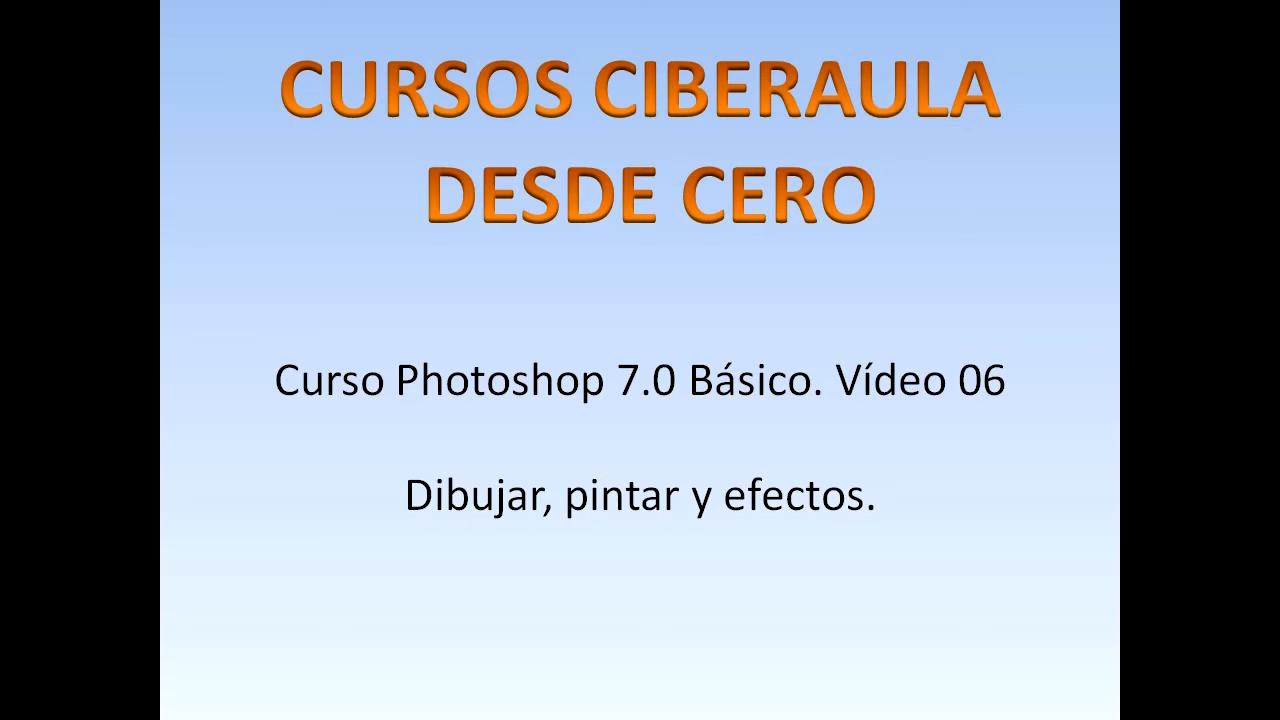 CURSOS CIBERAULA
DESDE CERO
Curso Photoshop 7.0 Básico. Vídeo 06
Dibujar, pintar y efectos.